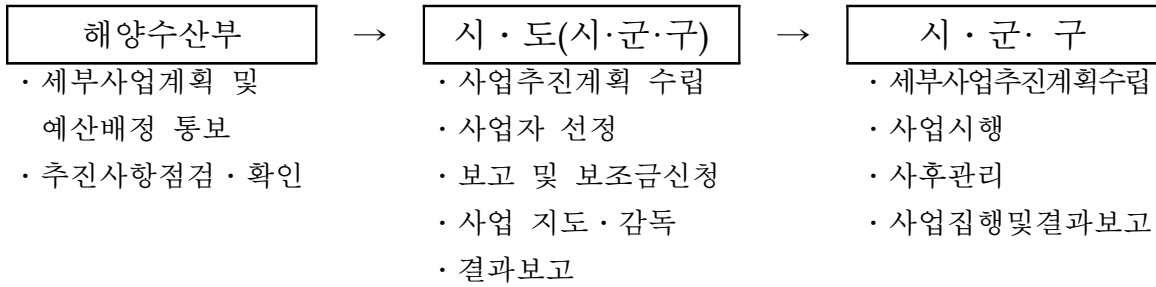 해양수산부 → 시·도(시·군·구) → 시·군·구
·세부사업계획 및
예산배정 통보
·추진사항점검·확인
·사업추진계획 수립
·사업자 선정
·보고 및 보조금신청
·사업 지도·감독
·결과보고
·세부사업추진계획수립
·사업시행
·사후관리
·사업집행및결과보고